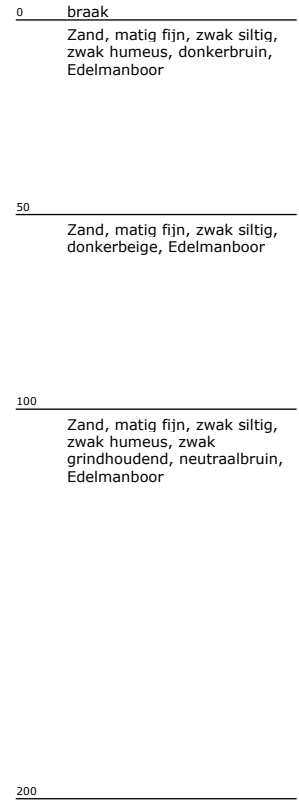 0 braak
Zand, matig fijn, zwak siltig,
zwak humeus, donkerbruin,
Edelmanboor
50
Zand, matig fijn, zwak siltig,
donkerbeige, Edelmanboor
100
Zand, matig fijn, zwak siltig,
zwak humeus, zwak
grindhoudend, neutraalbruin,
Edelmanboor
200